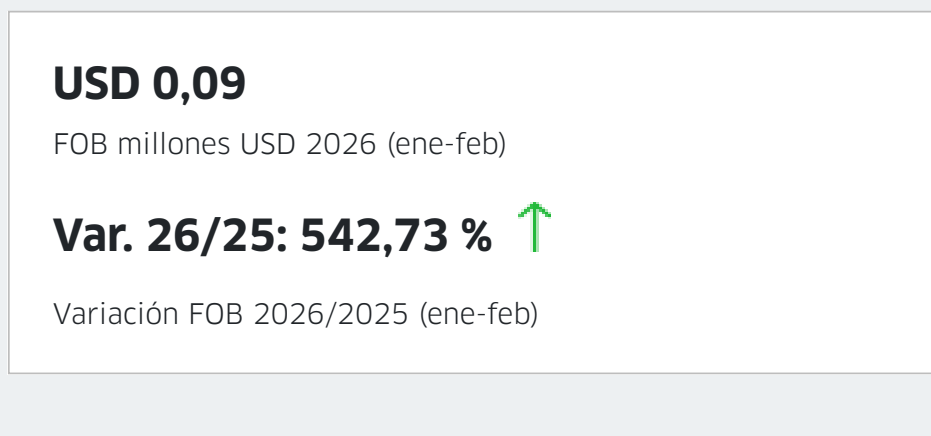 USD 0,09
FOB millones USD 2026 (ene-feb)
Var. 26/25: 542,73 %
Variación FOB 2026/2025 (ene-feb)